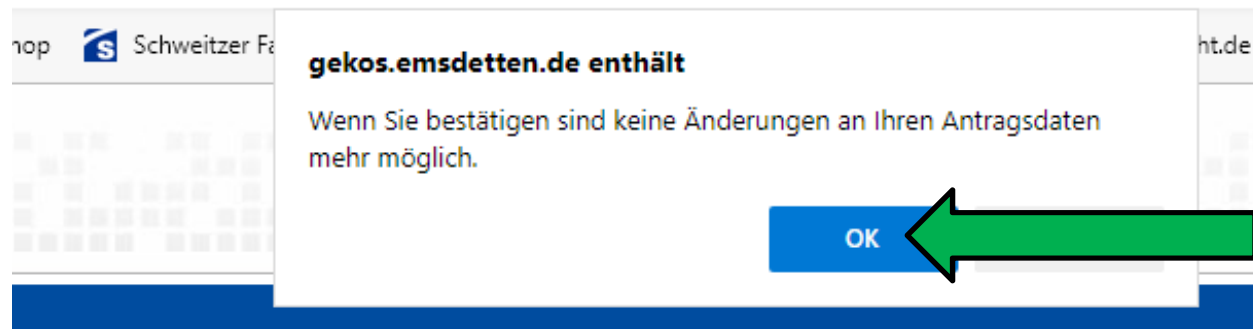 hop Schweitzer Fa
ht.de
gekos.emsdetten.de enthält
Wenn Sie bestätigen sind keine Änderungen an Ihren Antragsdaten
mehr möglich.
OK